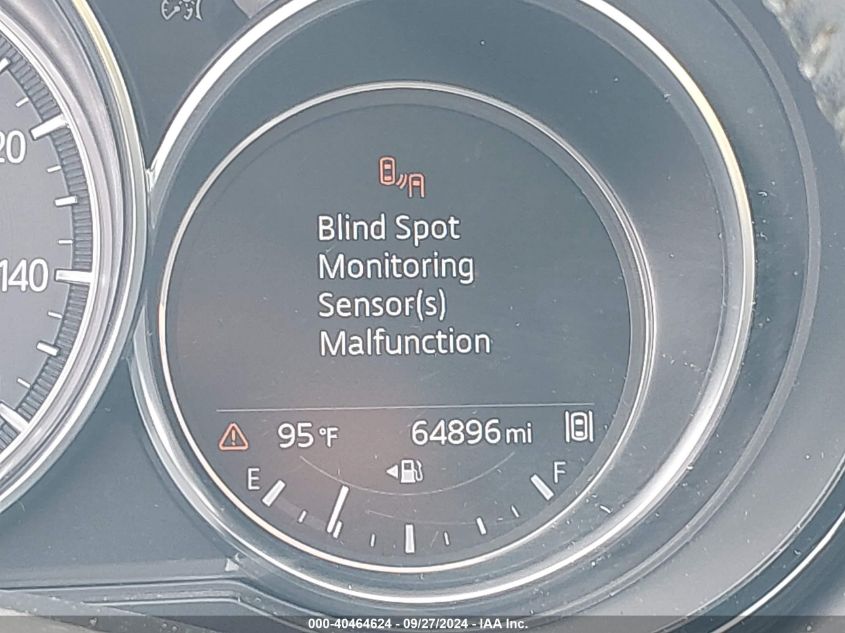 20
140
Blind Spot
Monitoring
Sensor(s)
Malfunction
95 °F 64896 mi
E F
000-40464624 - 09/27/2024 - IAA Inc.